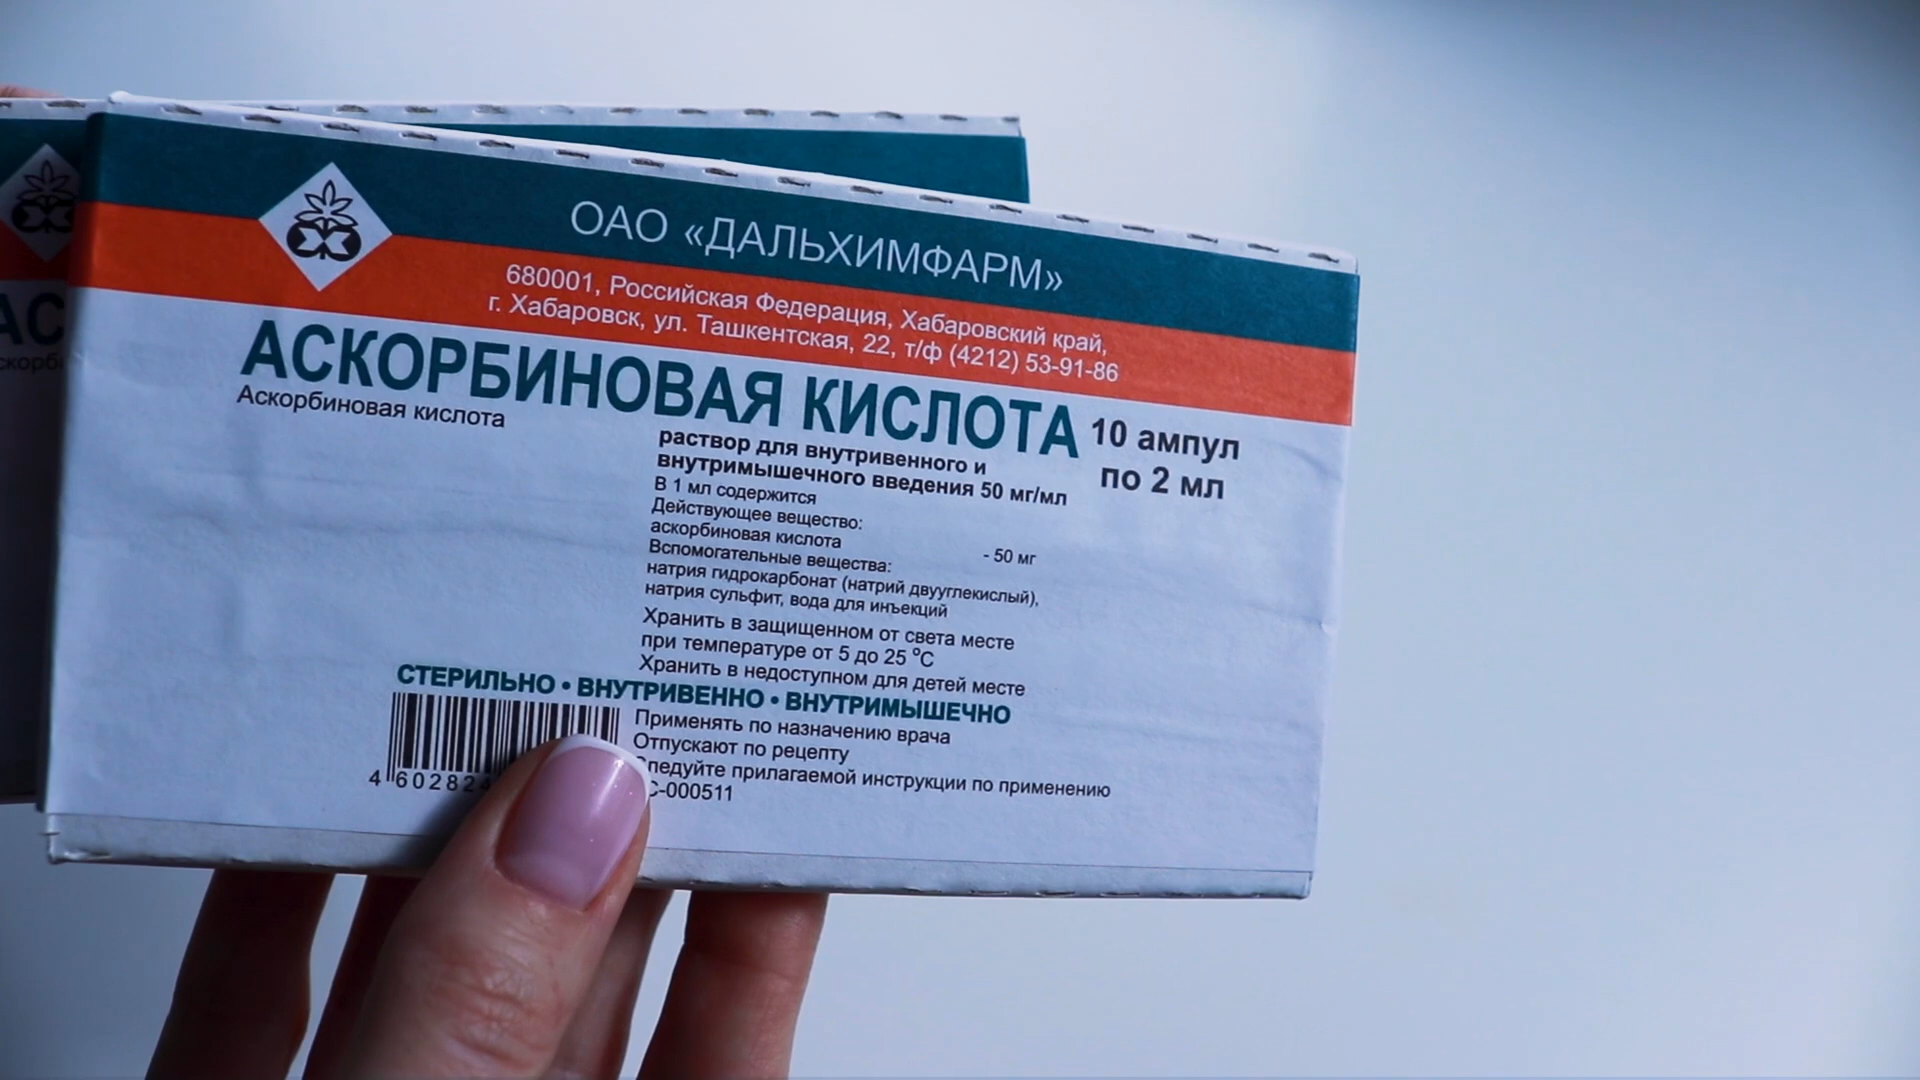 ОАО «ДАЛЬХИМФАРМ»
680001, Российская Федерация, Хабаровский край,
г. Хабаровск, ул. Ташкентская, 22, т/ф (4212) 53-91-86
АСКОРБИНОВАЯ КИСЛОТА
Аскорбиновая кислота
10 ампул
по 2 мл
раствор для внутривенного и
внутримышечного введения 50 мг/мл
В 1 мл содержится
Действующее вещество:
аскорбиновая кислота - 50 мг
Вспомогательные вещества:
натрия гидрокарбонат (натрий двууглекислый),
натрия сульфит, вода для инъекций
Хранить в защищенном от света месте
при температуре от 5 до 25 °С
Хранить в недоступном для детей месте
СТЕРИЛЬНО • ВНУТРИВЕННО • ВНУТРИМЫШЕЧНО
Применять по назначению врача
Отпускают по рецепту
Следуйте прилагаемой инструкции по применению
С-000511
4 602824